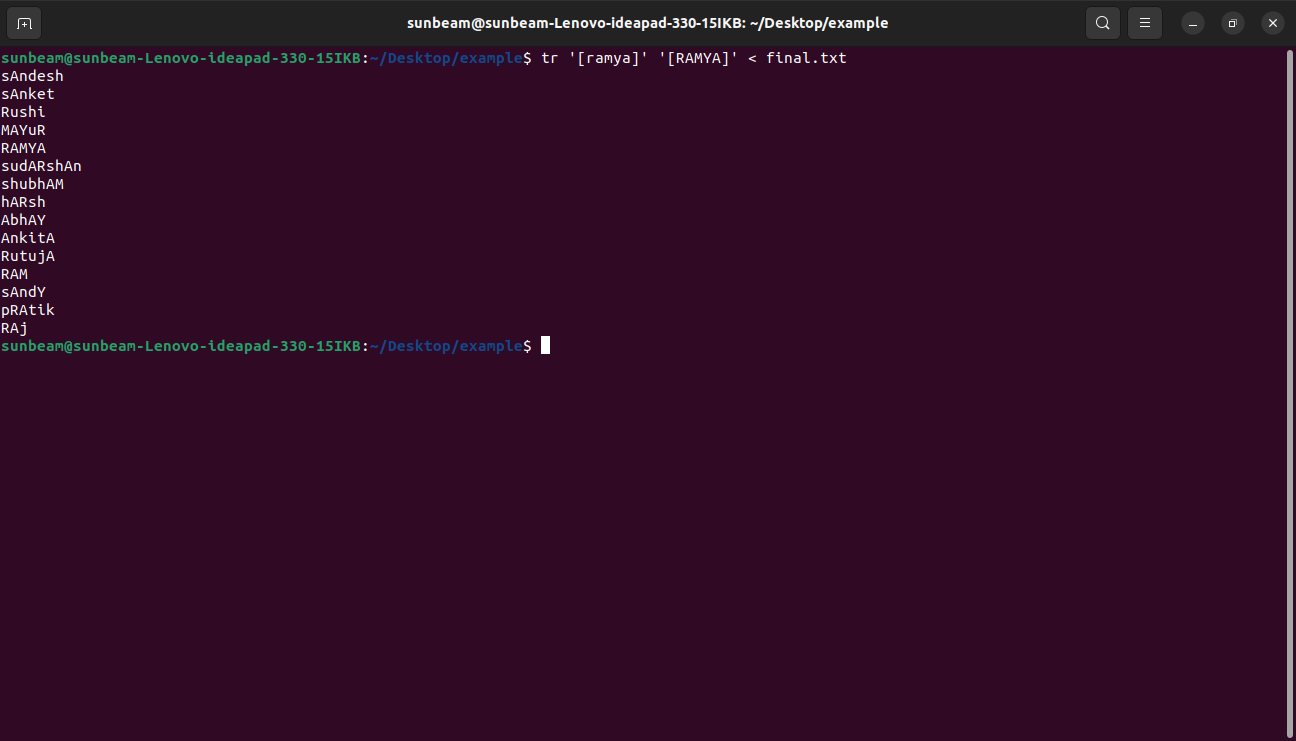 sunbeam@sunbeam-Lenovo-ideapad-330-15IKB: ~/Desktop/example
sunbeam@sunbeam-Lenovo-ideapad-330-15IKB:~/Desktop/example$ tr '[ramya]' '[RAMYA]' < final.txt
sAndesh
sAnket
Rushi
MAYuR
RAMYA
sudARshAn
shubhAM
hARsh
AbhAY
AnkitA
RutujA
RAM
sAndY
pRAtik
RAj
sunbeam@sunbeam-Lenovo-ideapad-330-15IKB:~/Desktop/example$